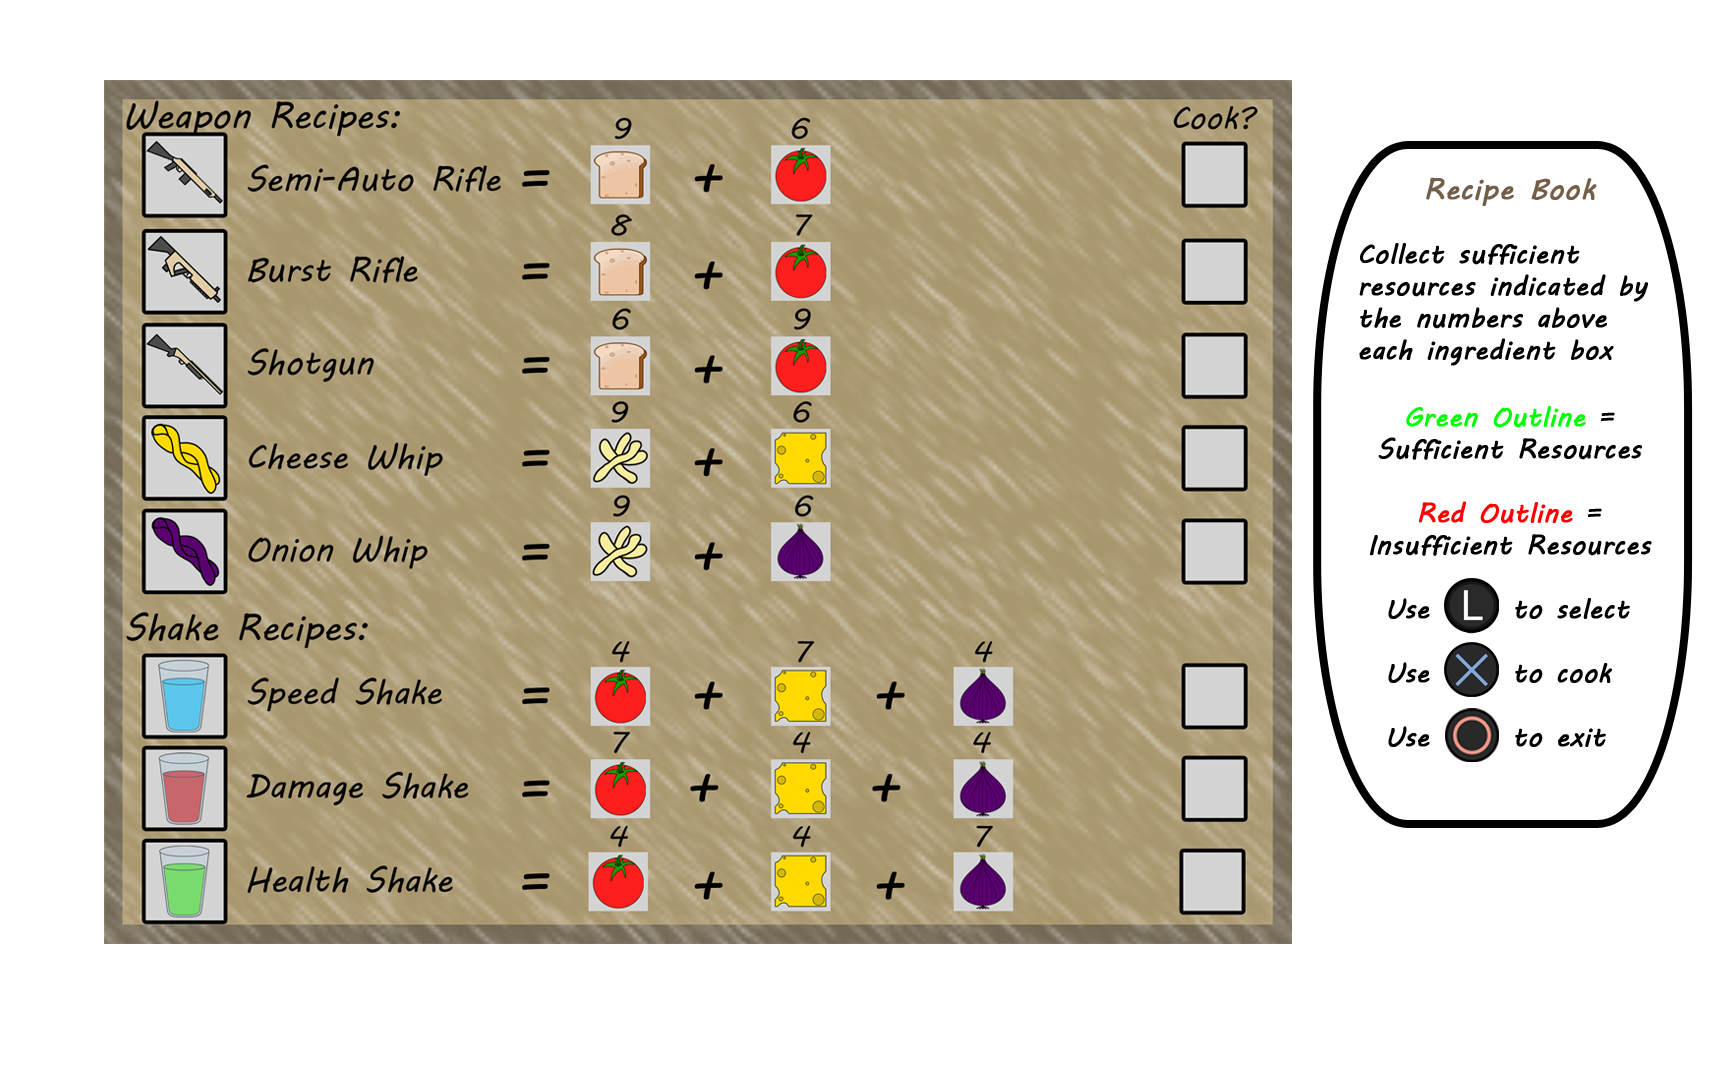 Weapon Recipes:
Cook?
9 6
Semi-Auto Rifle = +
8 7
Burst Rifle = +
6 9
Shotgun = +
9 6
Cheese Whip = +
9 6
Onion Whip = +
Shake Recipes:
4 7 4
Speed Shake = + +
7 4 4
Damage Shake = + +
4 4 7
Health Shake = + +
Recipe Book
Collect sufficient
resources indicated by
the numbers above
each ingredient box
Green Outline =
Sufficient Resources
Red Outline =
Insufficient Resources
Use L to select
Use to cook
Use to exit